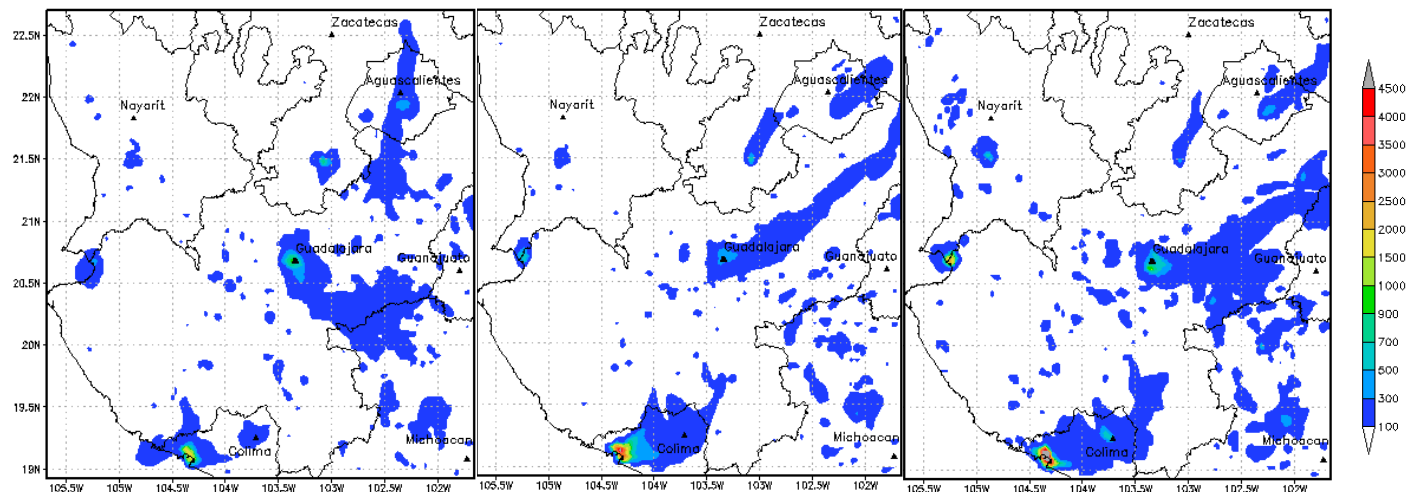 Zacatecas Zacatecas Zacatecas
22.5N
4500
Aguascalientes Aguascalientes Aguascalientes
22N
4000
Nayarit Nayarit Nayarit
3500
21.5N
3000
2500
21N
2000
Guadalajara Guadalajara Guadalajara
1500
Guanajuato Guanajuato Guanajuato
20.5N
1000
900
20N
700
500
19.5N
300
Michoacan Michoacan Michoacan
100
Colima Colima Colima
19N
105.5W 105W 104.5W 104W 103.5W 103W 102.5W 102W 105.5W 105W 104.5W 104W 103.5W 103W 102.5W 102W 105.5W 105W 104.5W 104W 103.5W 103W 102.5W 102W